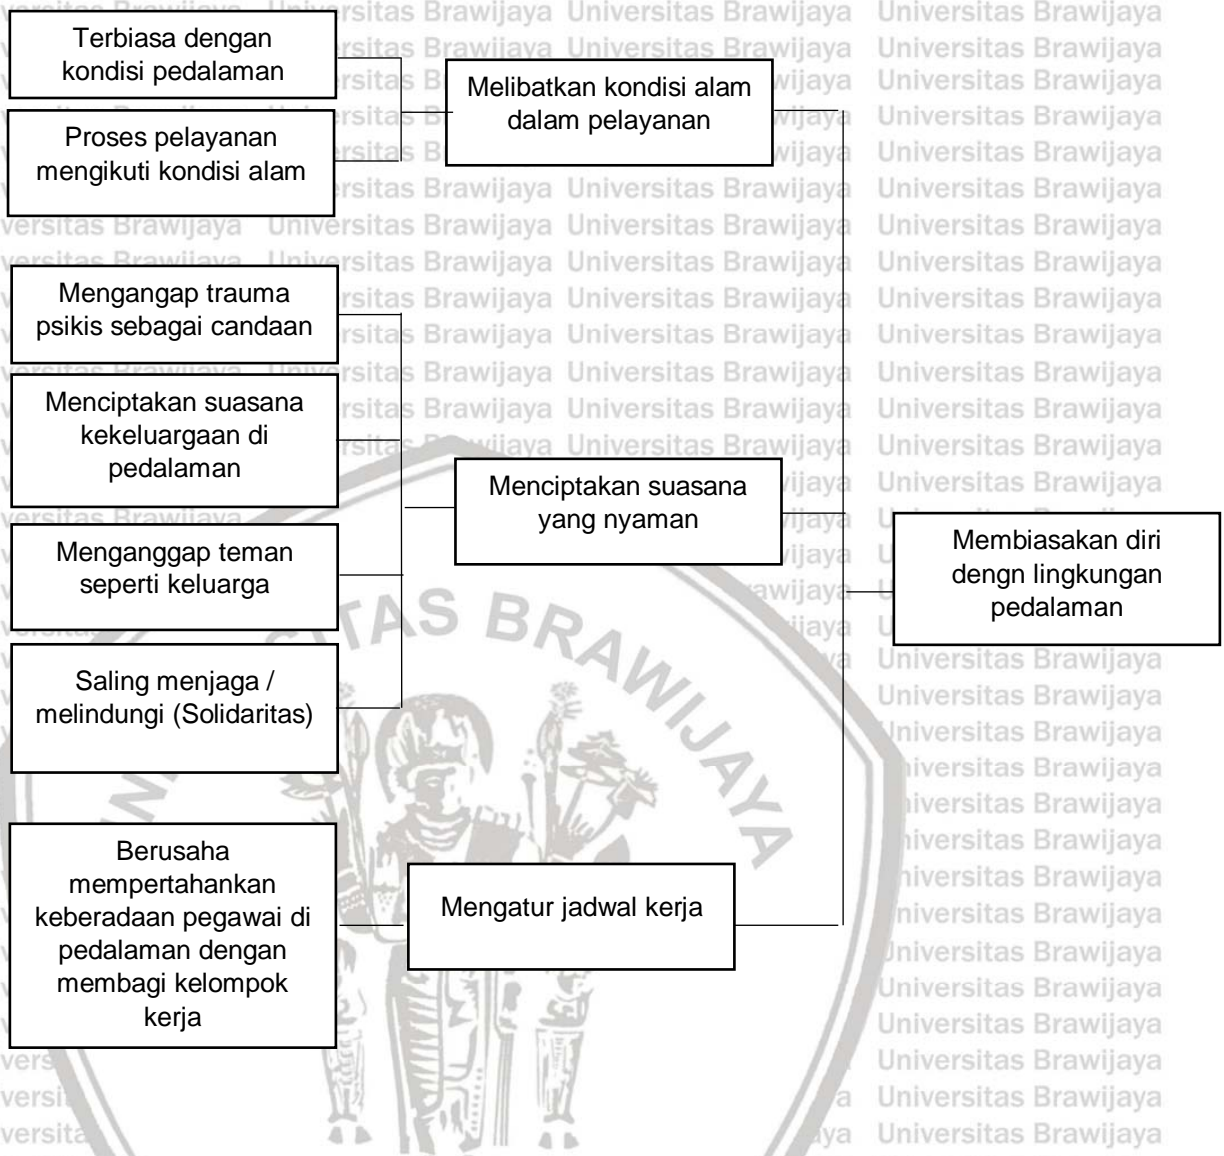 Terbiasa dengan
kondisi pedalaman
Proses pelayanan
mengikuti kondisi alam
Melibatkan kondisi alam
dalam pelayanan
Mengangap trauma
psikis sebagai candaan
Menciptakan suasana
kekeluargaan di
pedalaman
Menganggap teman
seperti keluarga
Saling menjaga /
melindungi (Solidaritas)
Menciptakan suasana
yang nyaman
Berusaha
mempertahankan
keberadaan pegawai di
pedalaman dengan
membagi kelompok
kerja
Mengatur jadwal kerja
Membiasakan diri
dengn lingkungan
pedalaman